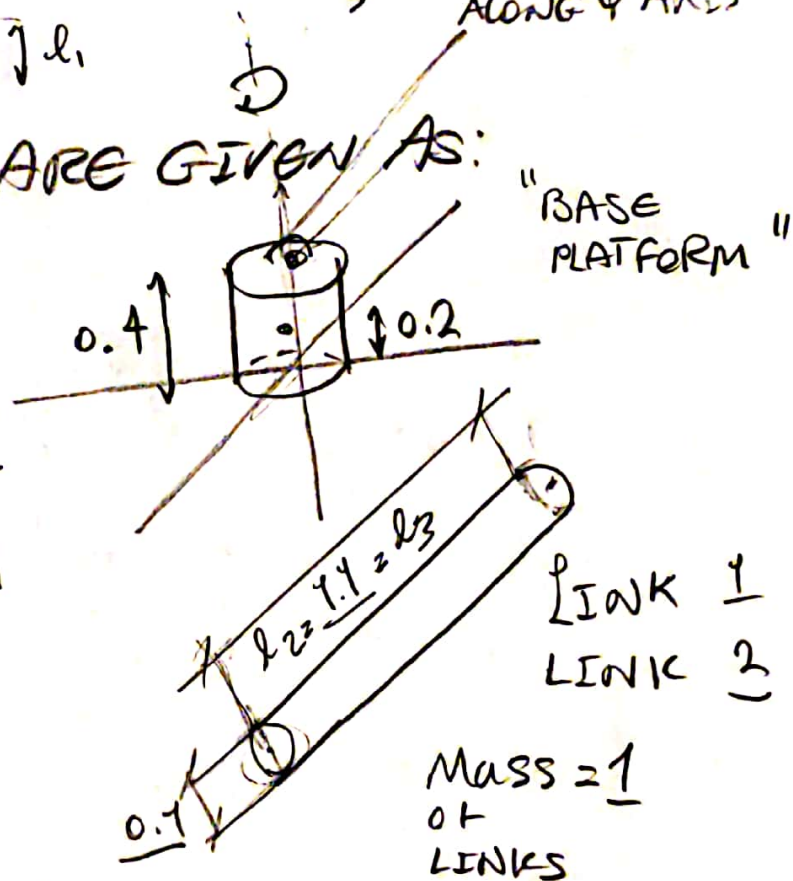 ALONG Y AXIS
l₁
ARE GIVEN AS:
"BASE
PLATFORM"
0.4
0.2
l2=1.1=l3
LINK 1
LINK 2
MASS=1
OF
LINKS
0.1